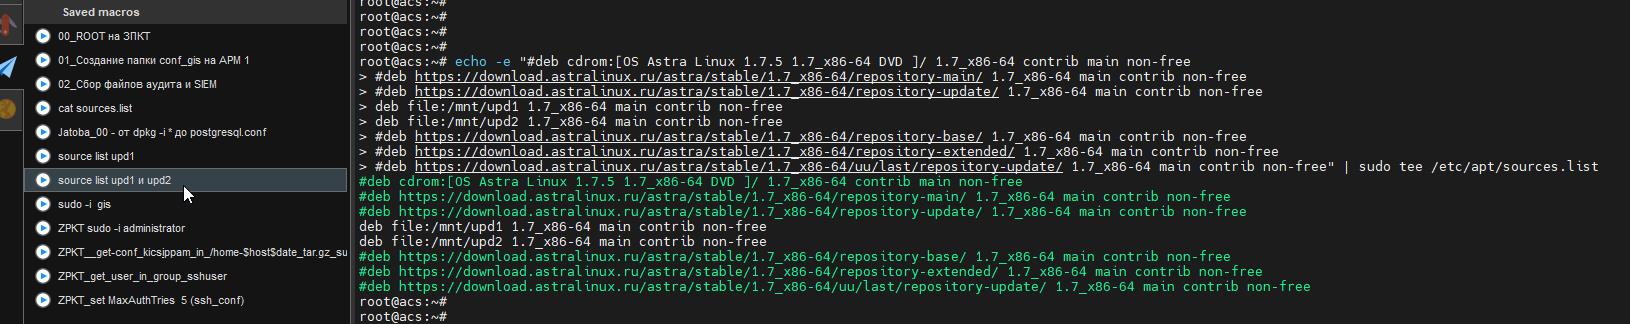 Saved macros
00_ROOT на ЗПКТ
01_Создание папки conf_gis на АРМ 1
02_Сбор файлов аудита и SIEM
cat sources.list
Jatoba_00 - от dpkg -i * до postgresql.conf
source list upd1
source list upd1 и upd2
sudo -i  gis
ZPKT sudo -i administrator
ZPKT__get-conf_kicsjppam_in_/home-$host$date_tar.gz_su
ZPKT_get_user_in_group_sshuser
ZPKT_set MaxAuthTries  5 (ssh_conf)
root@acs:~#
root@acs:~#
root@acs:~#
root@acs:~#
root@acs:~# echo -e "#deb cdrom:[OS Astra Linux 1.7.5 1.7_x86-64 DVD ]/ 1.7_x86-64 contrib main non-free
> #deb https://download.astralinux.ru/astra/stable/1.7_x86-64/repository-main/ 1.7_x86-64 main contrib non-free
> #deb https://download.astralinux.ru/astra/stable/1.7_x86-64/repository-update/ 1.7_x86-64 main contrib non-free
> deb file:/mnt/upd1 1.7_x86-64 main contrib non-free
> deb file:/mnt/upd2 1.7_x86-64 main contrib non-free
> #deb https://download.astralinux.ru/astra/stable/1.7_x86-64/repository-base/ 1.7_x86-64 main contrib non-free
> #deb https://download.astralinux.ru/astra/stable/1.7_x86-64/repository-extended/ 1.7_x86-64 main contrib non-free
> #deb https://download.astralinux.ru/astra/stable/1.7_x86-64/uu/last/repository-update/ 1.7_x86-64 main contrib non-free" | sudo tee /etc/apt/sources.list
#deb cdrom:[OS Astra Linux 1.7.5 1.7_x86-64 DVD ]/ 1.7_x86-64 contrib main non-free
#deb https://download.astralinux.ru/astra/stable/1.7_x86-64/repository-main/ 1.7_x86-64 main contrib non-free
#deb https://download.astralinux.ru/astra/stable/1.7_x86-64/repository-update/ 1.7_x86-64 main contrib non-free
deb file:/mnt/upd1 1.7_x86-64 main contrib non-free
deb file:/mnt/upd2 1.7_x86-64 main contrib non-free
#deb https://download.astralinux.ru/astra/stable/1.7_x86-64/repository-base/ 1.7_x86-64 main contrib non-free
#deb https://download.astralinux.ru/astra/stable/1.7_x86-64/repository-extended/ 1.7_x86-64 main contrib non-free
#deb https://download.astralinux.ru/astra/stable/1.7_x86-64/uu/last/repository-update/ 1.7_x86-64 main contrib non-free
root@acs:~#
root@acs:~#